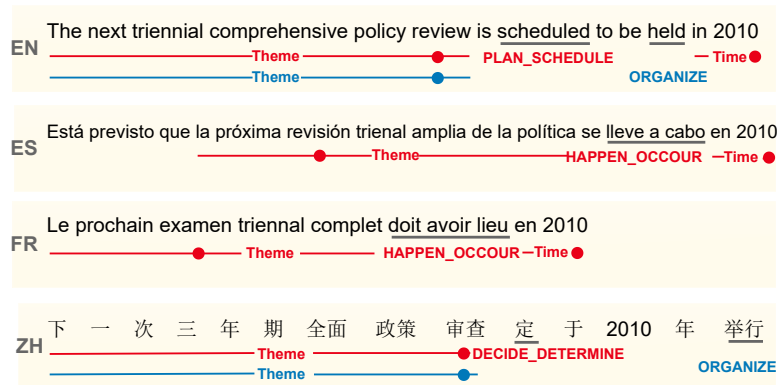 The next triennial comprehensive policy review is scheduled to be held in 2010
EN
Theme PLAN_SCHEDULE Time
Theme ORGANIZE
Está previsto que la próxima revisión trienal amplia de la política se lleve a cabo en 2010
ES
Theme HAPPEN_OCCOUR Time
Le prochain examen triennal complet doit avoir lieu en 2010
FR
Theme HAPPEN_OCCOUR Time
下 一 次 三 年 期 全面 政策 审查 定 于 2010 年 举行
ZH
Theme DECIDE_DETERMINE
Theme ORGANIZE